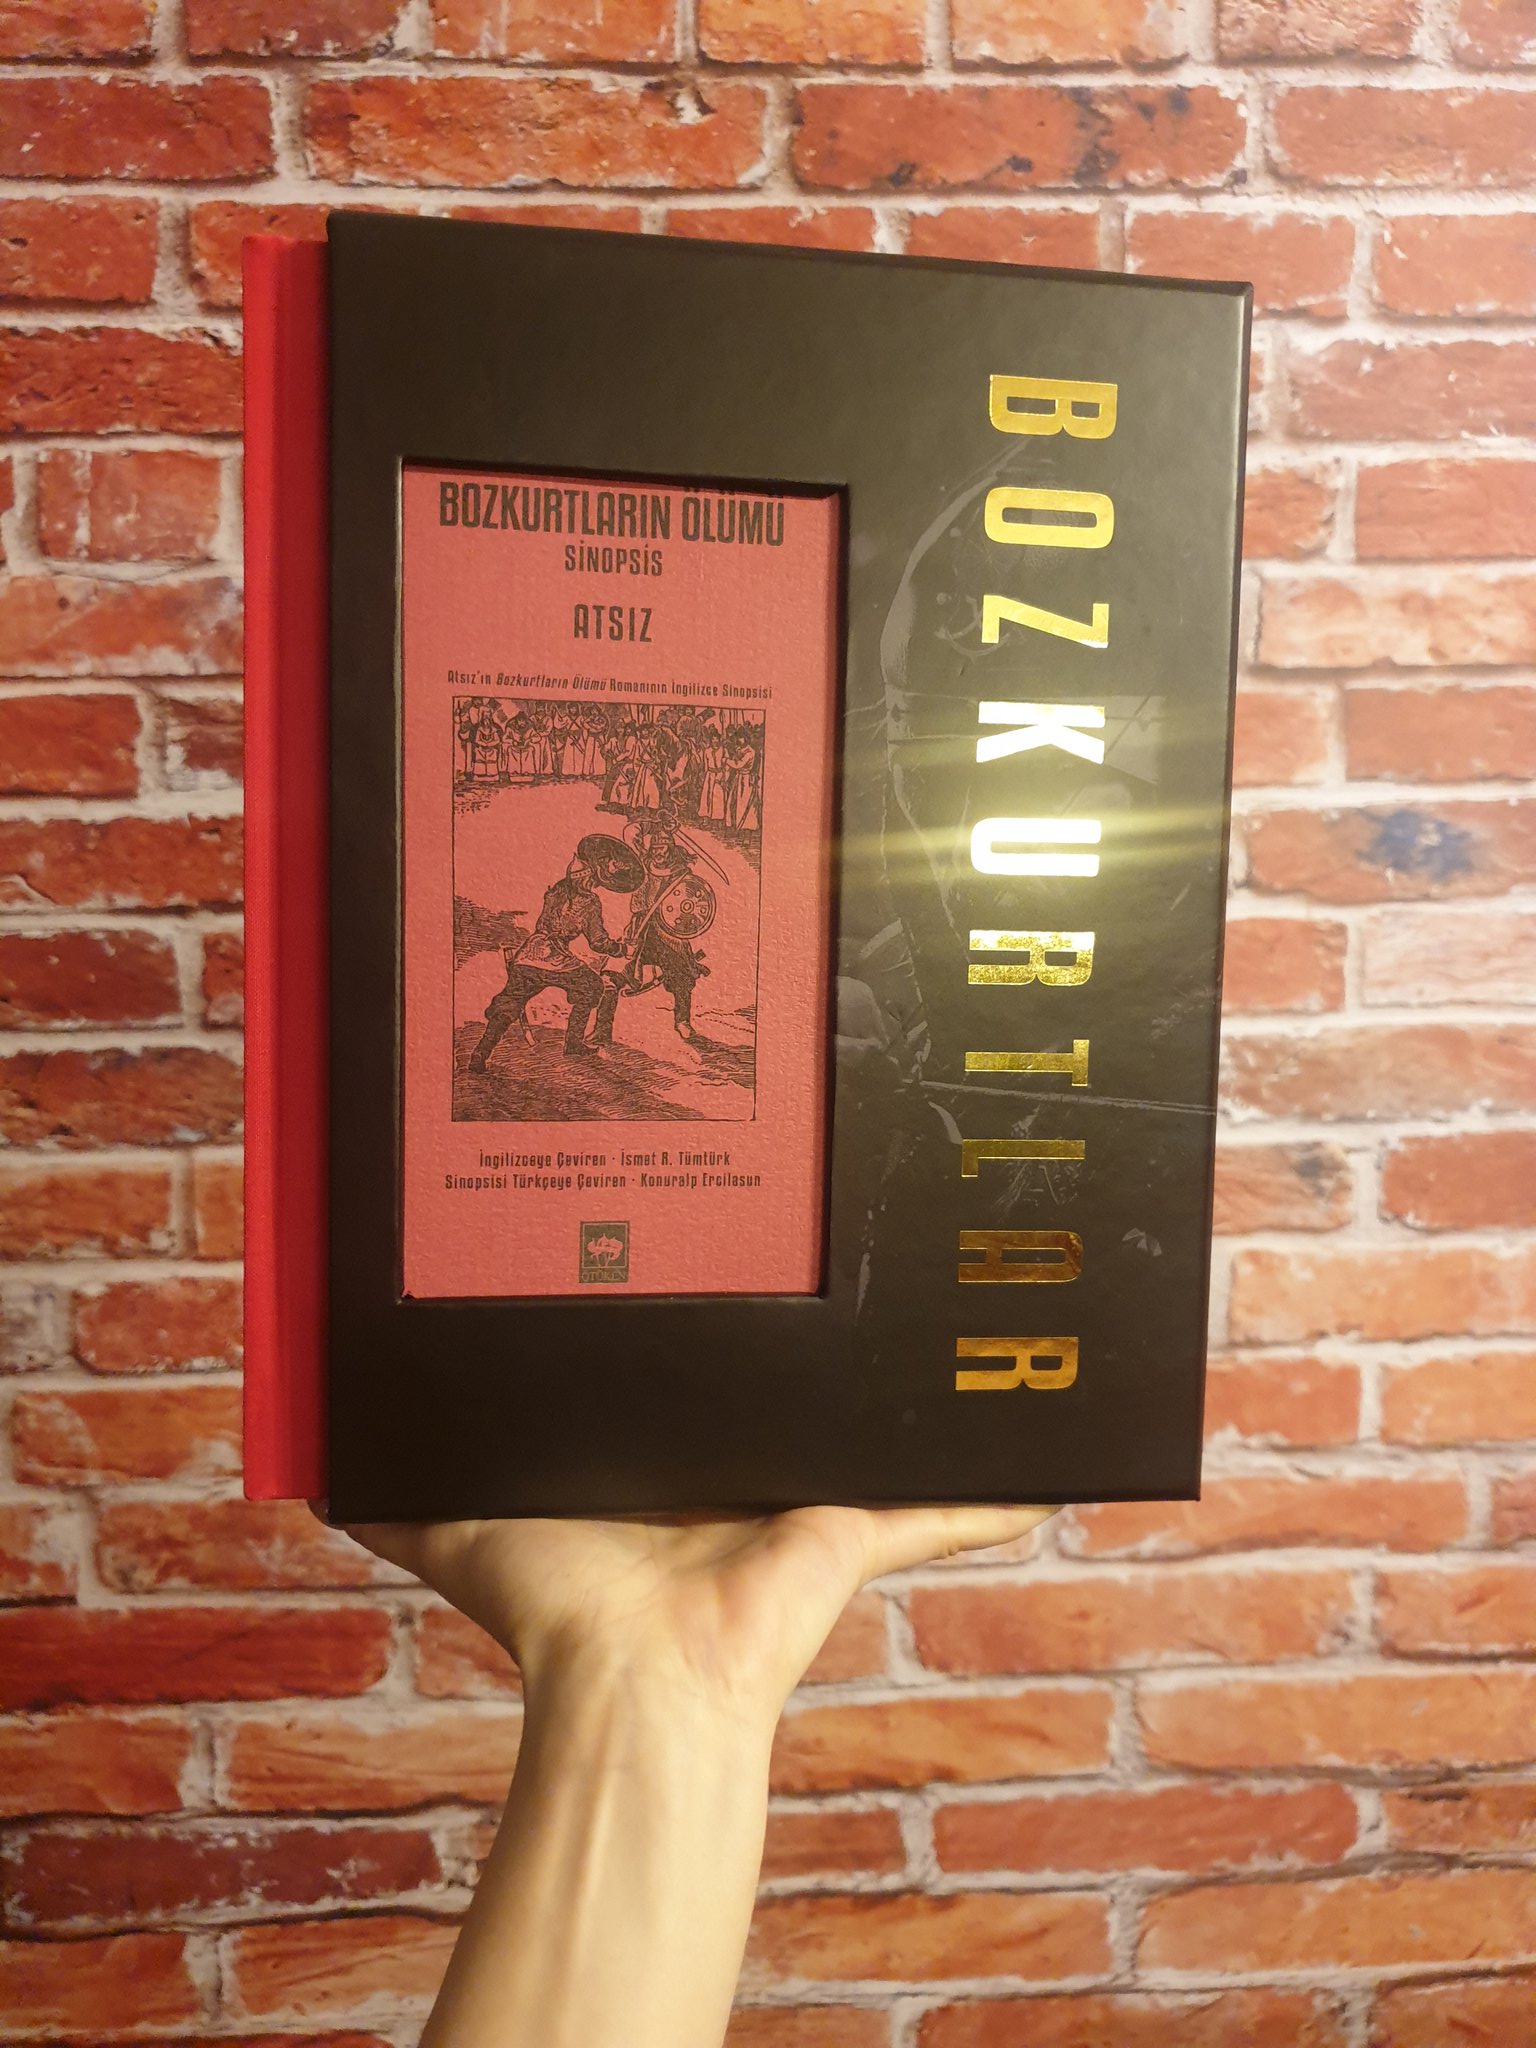 BOZKURTLARIN ÖLÜMÜ
SİNOPSİS
ATSIZ
Atsız'ın Bozkurtların Ölümü Romanının İngilizce Sinopsisi
İngilizceye Çeviren · İsmet R. Tümtürk
Sinopsisi Türkçeye Çeviren · Konuralp Ercilasun
ÖTÜKEN
BOZKURTLAR